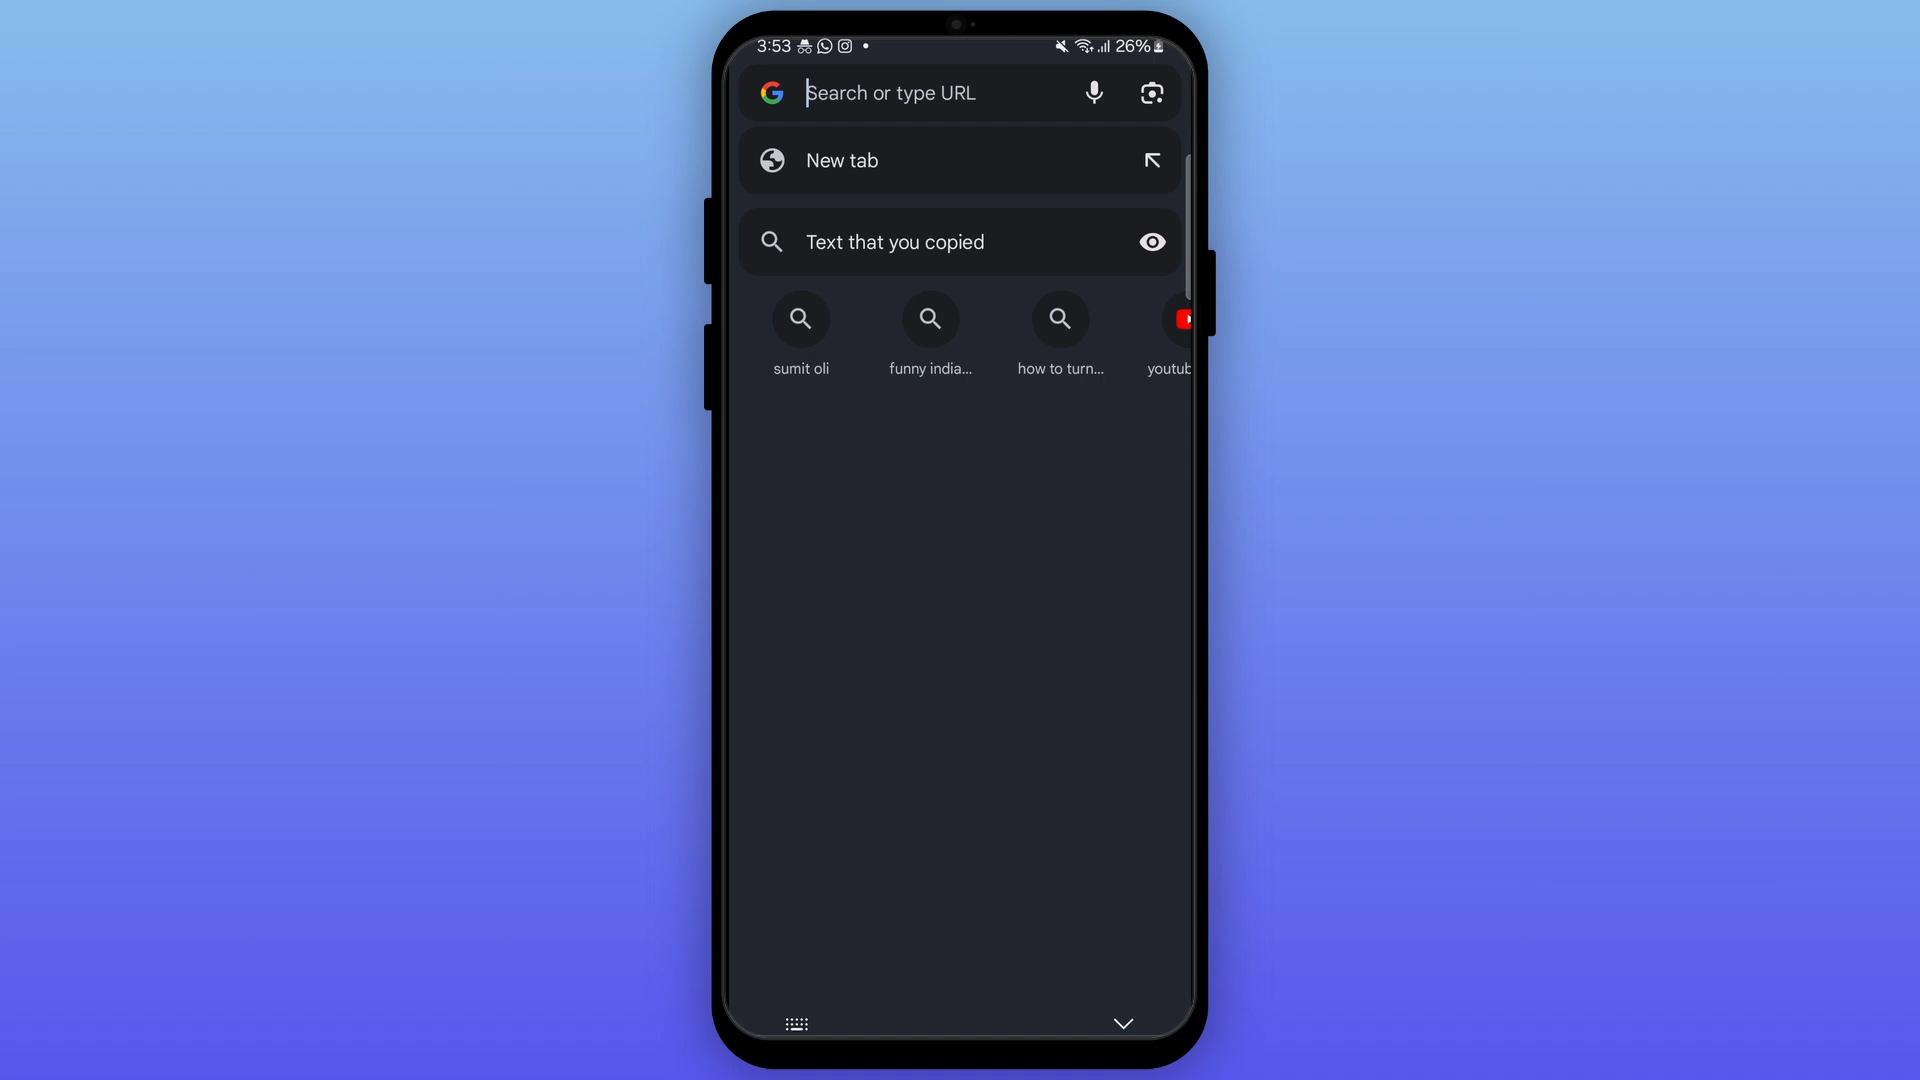 3:53
26%
Search or type URL
New tab
Text that you copied
sumit oli
funny india...
how to turn...
youtub